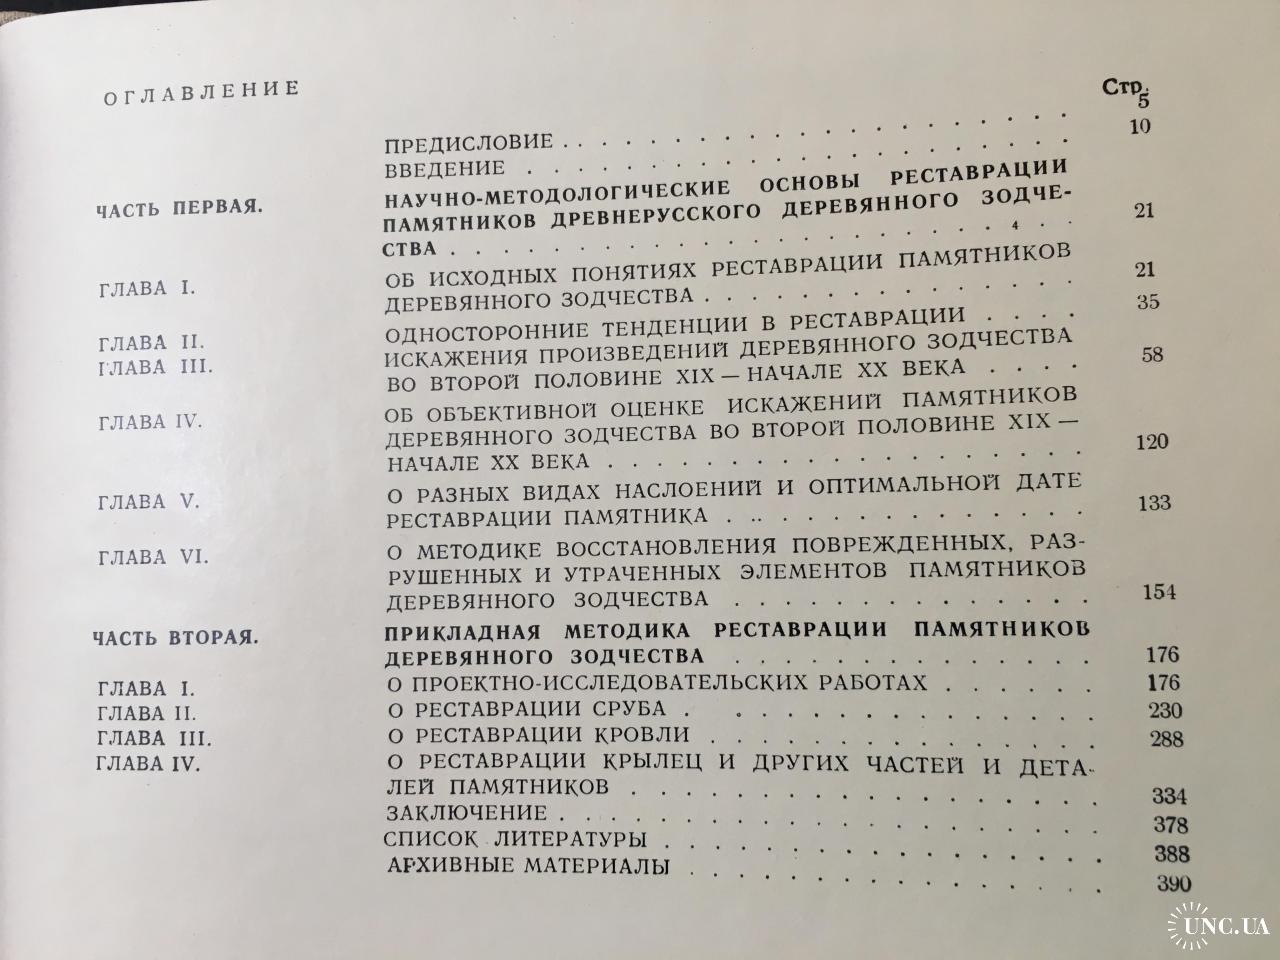 ОГЛАВЛЕНИЕ
Стр.
ПРЕДИСЛОВИЕ . . . . . . . . . . . . . . . . . . 5
ВВЕДЕНИЕ . . . . . . . . . . . . . . . . . . 10
ЧАСТЬ ПЕРВАЯ. НАУЧНО-МЕТОДОЛОГИЧЕСКИЕ ОСНОВЫ РЕСТАВРАЦИИ
ПАМЯТНИКОВ ДРЕВНЕРУССКОГО ДЕРЕВЯННОГО ЗОДЧЕ-
СТВА . . . . . . . . . . . . . . . . . . 21
ГЛАВА I. ОБ ИСХОДНЫХ ПОНЯТИЯХ РЕСТАВРАЦИИ ПАМЯТНИКОВ
ДЕРЕВЯННОГО ЗОДЧЕСТВА . . . . . . . . . . . . 21
ГЛАВА II. ОДНОСТОРОННИЕ ТЕНДЕНЦИИ В РЕСТАВРАЦИИ . . . . 35
ГЛАВА III. ИСКАЖЕНИЯ ПРОИЗВЕДЕНИЙ ДЕРЕВЯННОГО ЗОДЧЕСТВА
ВО ВТОРОЙ ПОЛОВИНЕ XIX — НАЧАЛЕ XX ВЕКА . . . . 58
ГЛАВА IV. ОБ ОБЪЕКТИВНОЙ ОЦЕНКЕ ИСКАЖЕНИЙ ПАМЯТНИКОВ
ДЕРЕВЯННОГО ЗОДЧЕСТВА ВО ВТОРОЙ ПОЛОВИНЕ XIX —
НАЧАЛЕ XX ВЕКА . . . . . . . . . . . . . . . 120
ГЛАВА V. О РАЗНЫХ ВИДАХ НАСЛОЕНИЙ И ОПТИМАЛЬНОЙ ДАТЕ
РЕСТАВРАЦИИ ПАМЯТНИКА . . . . . . . . . . . . 133
ГЛАВА VI. О МЕТОДИКЕ ВОССТАНОВЛЕНИЯ ПОВРЕЖДЕННЫХ, РАЗ-
РУШЕННЫХ И УТРАЧЕННЫХ ЭЛЕМЕНТОВ ПАМЯТНИКОВ
ДЕРЕВЯННОГО ЗОДЧЕСТВА . . . . . . . . . . . . 154
ЧАСТЬ ВТОРАЯ. ПРИКЛАДНАЯ МЕТОДИКА РЕСТАВРАЦИИ ПАМЯТНИКОВ
ДЕРЕВЯННОГО ЗОДЧЕСТВА . . . . . . . . . . . . 176
ГЛАВА I. О ПРОЕКТНО-ИССЛЕДОВАТЕЛЬСКИХ РАБОТАХ . . . . . 176
ГЛАВА II. О РЕСТАВРАЦИИ СРУБА . . . . . . . . . . . . 230
ГЛАВА III. О РЕСТАВРАЦИИ КРОВЛИ . . . . . . . . . . . . 288
ГЛАВА IV. О РЕСТАВРАЦИИ КРЫЛЕЦ И ДРУГИХ ЧАСТЕЙ И ДЕТА-
ЛЕЙ ПАМЯТНИКОВ . . . . . . . . . . . . . . 334
ЗАКЛЮЧЕНИЕ . . . . . . . . . . . . . . . . 378
СПИСОК ЛИТЕРАТУРЫ . . . . . . . . . . . . . 388
АРХИВНЫЕ МАТЕРИАЛЫ . . . . . . . . . . . . 390
UNC.UA